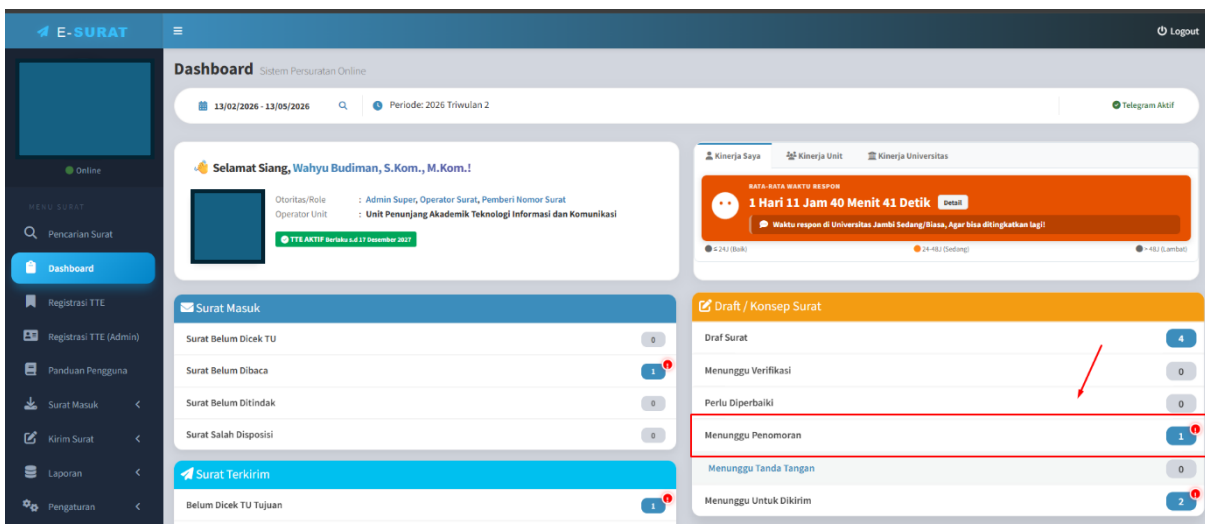 E-SURAT
Logout
Dashboard Sistem Persuratan Online
13/02/2026 - 13/05/2026
Periode: 2026 Triwulan 2
Telegram Aktif
Online
MENU SURAT
Pencarian Surat
Dashboard
Registrasi TTE
Registrasi TTE (Admin)
Panduan Pengguna
Surat Masuk
Kirim Surat
Laporan
Pengaturan
Selamat Siang, Wahyu Budiman, S.Kom., M.Kom.!
Otoritas/Role : Admin Super, Operator Surat, Pemberi Nomor Surat
Operator Unit : Unit Penunjang Akademik Teknologi Informasi dan Komunikasi
TTE AKTIF Berlaku s.d 17 Desember 2027
Kinerja Saya Kinerja Unit Kinerja Universitas
RATA-RATA WAKTU RESPON
1 Hari 11 Jam 40 Menit 41 Detik Detail
Waktu respon di Universitas Jambi Sedang/Biasa, Agar bisa ditingkatkan lagi!
≤ 24J (Baik) 24-48J (Sedang) > 48J (Lambat)
Surat Masuk
Surat Belum Dicek TU 0
Surat Belum Dibaca 1 !
Surat Belum Ditindak 0
Surat Salah Disposisi 0
Surat Terkirim
Belum Dicek TU Tujuan 1 !
Draft / Konsep Surat
Draf Surat 4
Menunggu Verifikasi 0
Perlu Diperbaiki 0
Menunggu Penomoran 1 !
Menunggu Tanda Tangan 0
Menunggu Untuk Dikirim 2 !